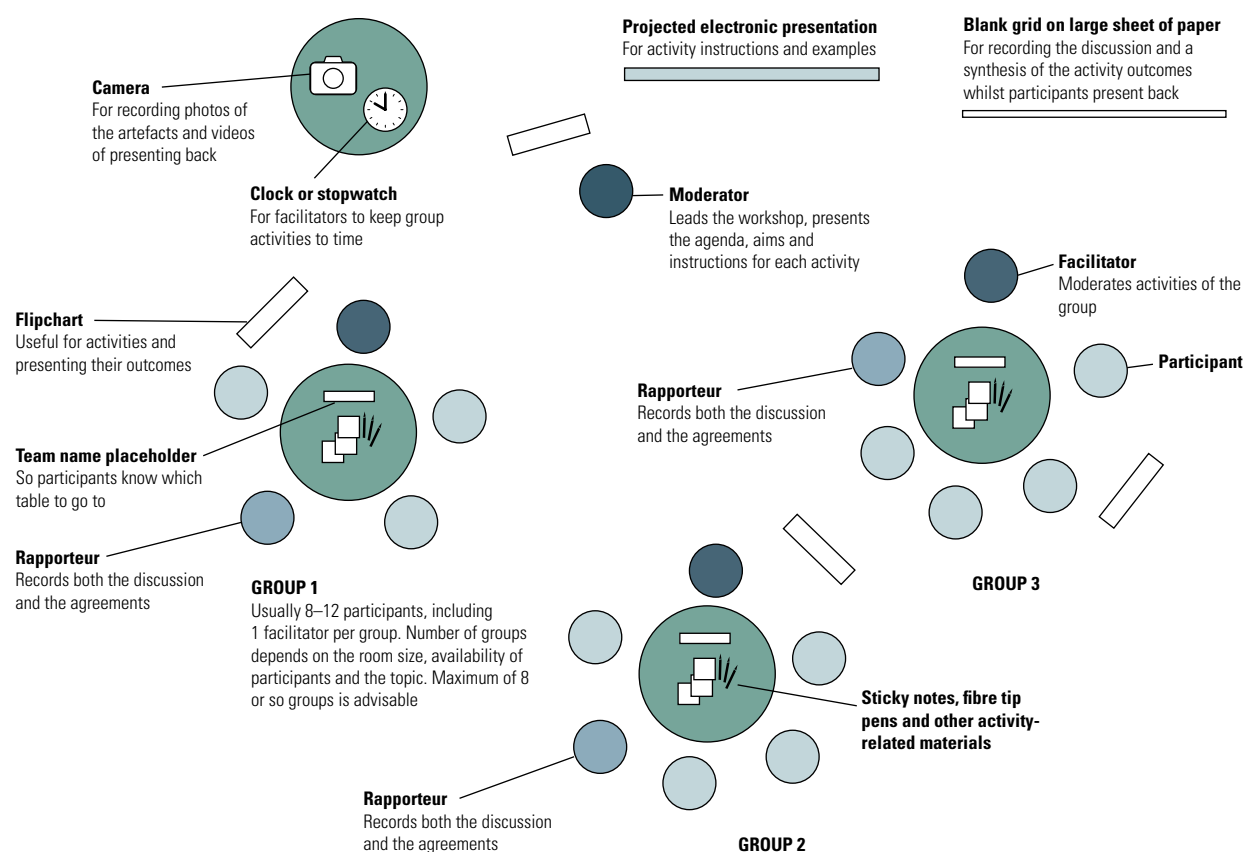 Projected electronic presentation
For activity instructions and examples
Blank grid on large sheet of paper
For recording the discussion and a
synthesis of the activity outcomes
whilst participants present back
Camera
For recording photos of
the artefacts and videos
of presenting back
Clock or stopwatch
For facilitators to keep group
activities to time
Moderator
Leads the workshop, presents
the agenda, aims and
instructions for each activity
Facilitator
Moderates activities of the
group
Flipchart
Useful for activities and
presenting their outcomes
Participant
Rapporteur
Records both the discussion
and the agreements
Team name placeholder
So participants know which
table to go to
Rapporteur
Records both the discussion
and the agreements
GROUP 1
Usually 8–12 participants, including
1 facilitator per group. Number of groups
depends on the room size, availability of
participants and the topic. Maximum of 8
or so groups is advisable
GROUP 3
Sticky notes, fibre tip
pens and other activity-
related materials
Rapporteur
Records both the discussion
and the agreements
GROUP 2